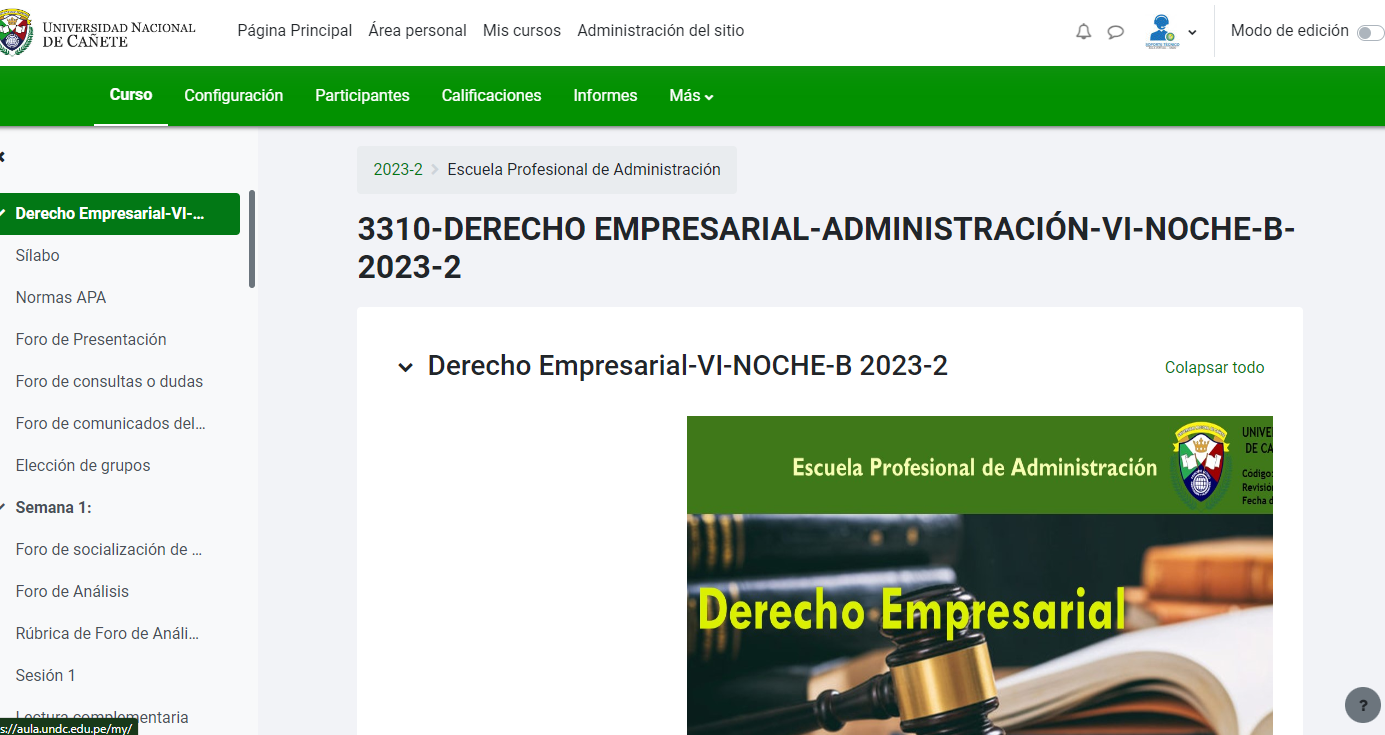 UNIVERSIDAD NACIONAL
DE CAÑETE
Página Principal Área personal Mis cursos Administración del sitio
SOPORTE TÉCNICO
Modo de edición
Curso Configuración Participantes Calificaciones Informes Más
2023-2 Escuela Profesional de Administración
Derecho Empresarial-VI-...
Sílabo
Normas APA
Foro de Presentación
Foro de consultas o dudas
Foro de comunicados del...
Elección de grupos
Semana 1:
Foro de socialización de ...
Foro de Análisis
Rúbrica de Foro de Análi...
Sesión 1
Lectura complementaria
s://aula.undc.edu.pe/my/
3310-DERECHO EMPRESARIAL-ADMINISTRACIÓN-VI-NOCHE-B-
2023-2
Derecho Empresarial-VI-NOCHE-B 2023-2
Colapsar todo
Escuela Profesional de Administración
UNIVE
DE CA
Código:
Revisió
Fecha d
Derecho Empresarial
?